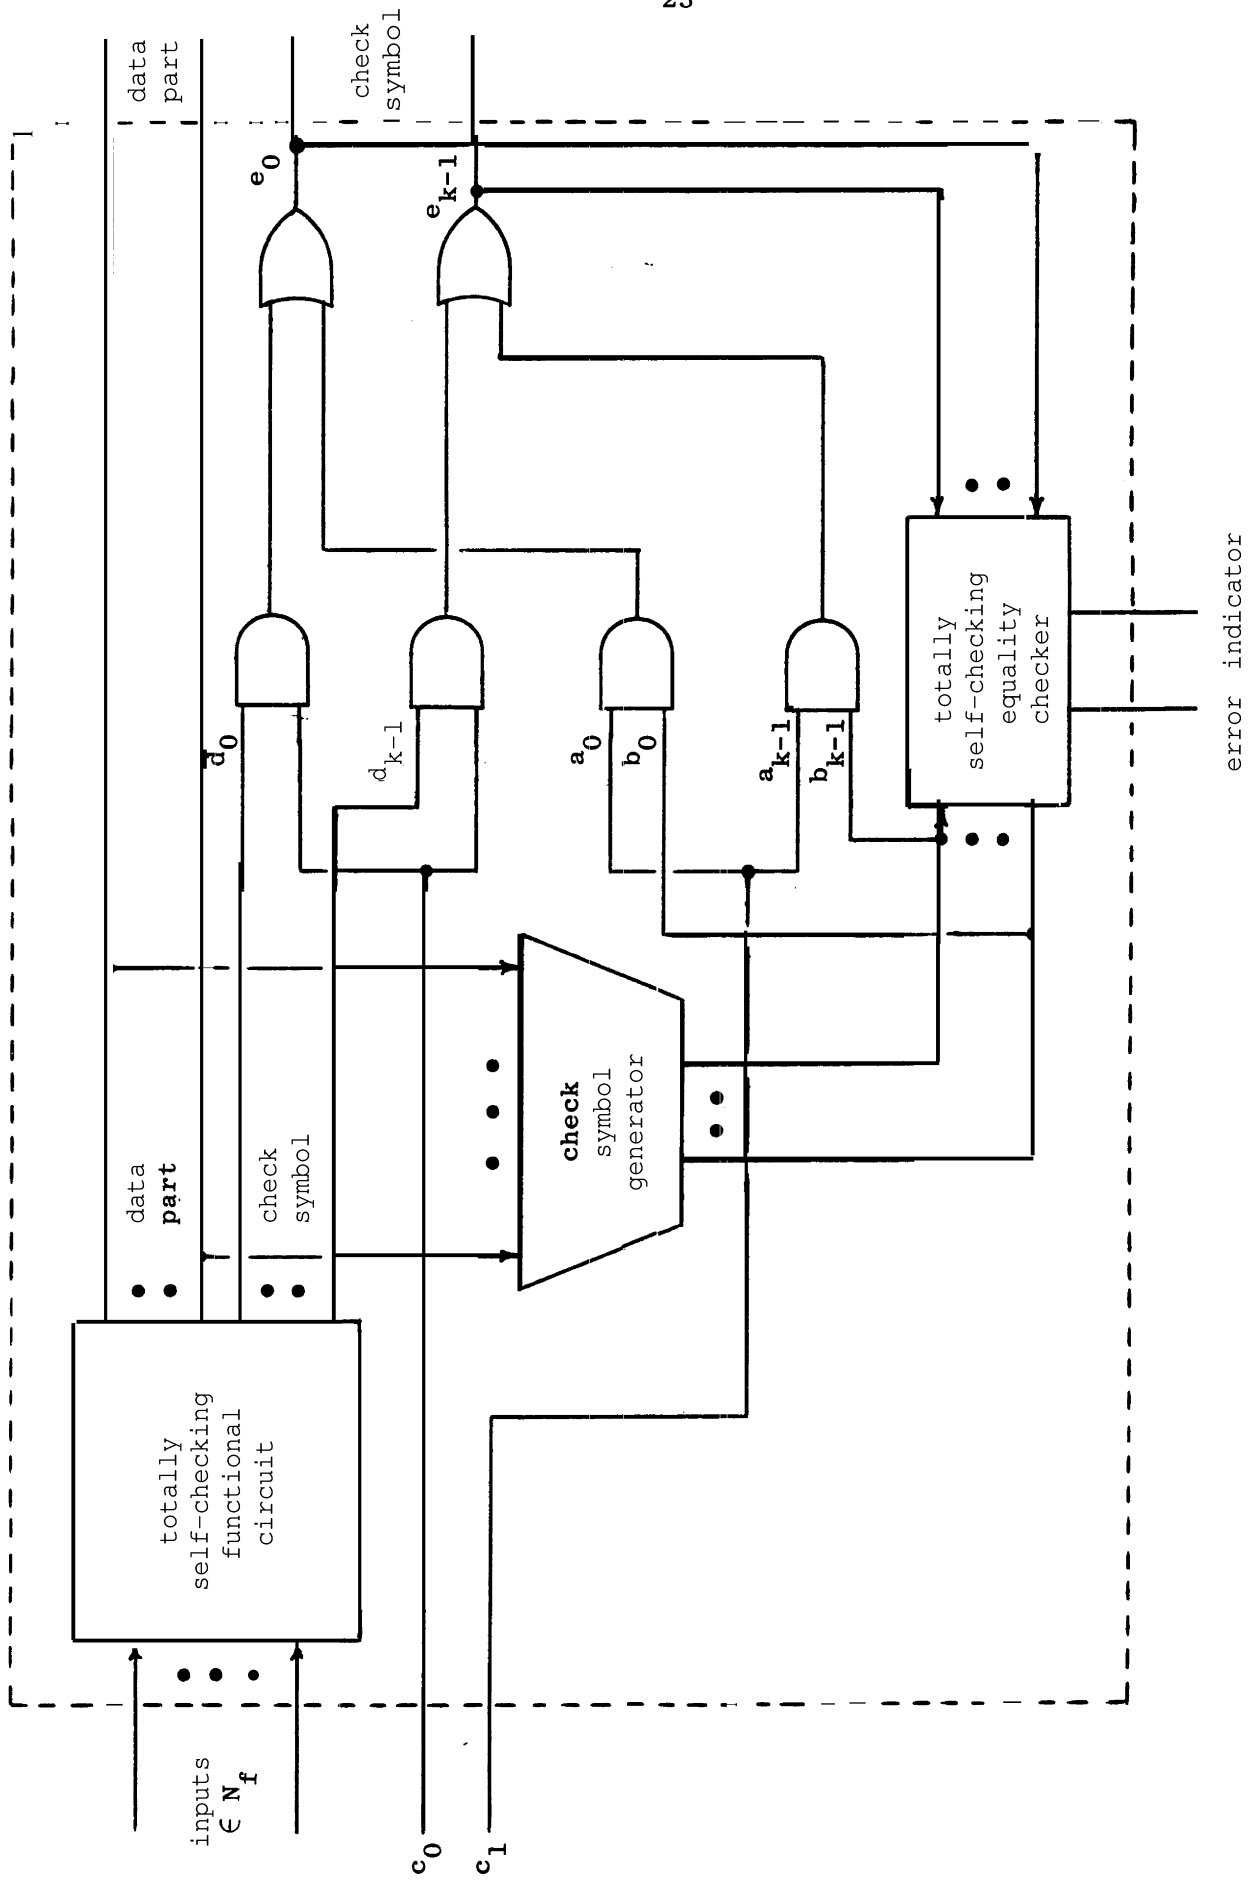 23
data
part
check
symbol
e0
ek-1
d0
dk-1
a0
b0
ak-1
bk-1
totally
self-checking
equality
checker
error indicator
check
symbol
generator
data
part
check
symbol
totally
self-checking
functional
circuit
inputs
∈ Nf
c0
c1